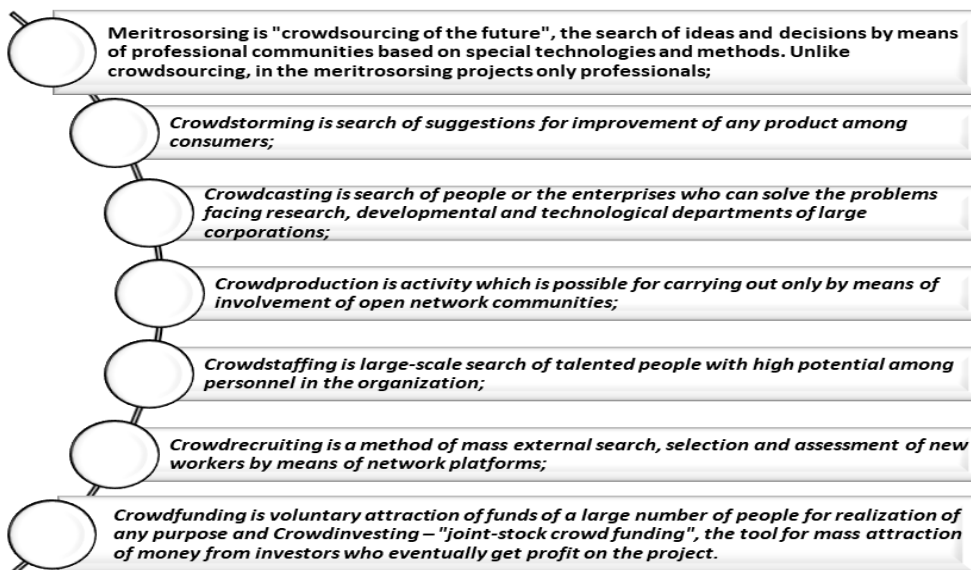 Meritrosorsing is "crowdsourcing of the future", the search of ideas and decisions by means
of professional communities based on special technologies and methods. Unlike
crowdsourcing, in the meritrosorsing projects only professionals;
Crowdstorming is search of suggestions for improvement of any product among
consumers;
Crowdcasting is search of people or the enterprises who can solve the problems
facing research, developmental and technological departments of large
corporations;
Crowdproduction is activity which is possible for carrying out only by means of
involvement of open network communities;
Crowdstaffing is large-scale search of talented people with high potential among
personnel in the organization;
Crowdrecruiting is a method of mass external search, selection and assessment of new
workers by means of network platforms;
Crowdfunding is voluntary attraction of funds of a large number of people for realization of
any purpose and Crowdinvesting – "joint-stock crowd funding", the tool for mass attraction
of money from investors who eventually get profit on the project.